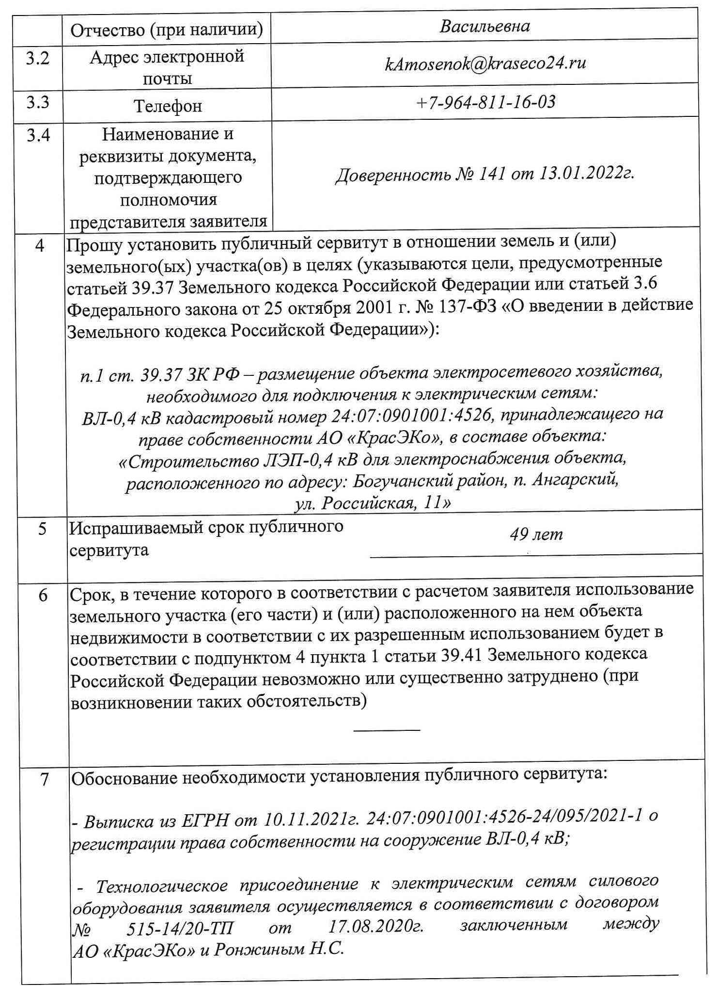 Отчество (при наличии)
Васильевна
3.2
Адрес электронной
почты
kAmosenok@kraseco24.ru
3.3
Телефон
+7-964-811-16-03
3.4
Наименование и
реквизиты документа,
подтверждающего
полномочия
представителя заявителя
Доверенность № 141 от 13.01.2022г.
4
Прошу установить публичный сервитут в отношении земель и (или)
земельного(ых) участка(ов) в целях (указываются цели, предусмотренные
статьей 39.37 Земельного кодекса Российской Федерации или статьей 3.6
Федерального закона от 25 октября 2001 г. № 137-ФЗ «О введении в действие
Земельного кодекса Российской Федерации»):
п.1 ст. 39.37 ЗК РФ – размещение объекта электросетевого хозяйства,
необходимого для подключения к электрическим сетям:
ВЛ-0,4 кВ кадастровый номер 24:07:0901001:4526, принадлежащего на
праве собственности АО «КрасЭКо», в составе объекта:
«Строительство ЛЭП-0,4 кВ для электроснабжения объекта,
расположенного по адресу: Богучанский район, п. Ангарский,
ул. Российская, 11»
5
Испрашиваемый срок публичного
сервитута
49 лет
6
Срок, в течение которого в соответствии с расчетом заявителя использование
земельного участка (его части) и (или) расположенного на нем объекта
недвижимости в соответствии с их разрешенным использованием будет в
соответствии с подпунктом 4 пункта 1 статьи 39.41 Земельного кодекса
Российской Федерации невозможно или существенно затруднено (при
возникновении таких обстоятельств)
7
Обоснование необходимости установления публичного сервитута:
- Выписка из ЕГРН от 10.11.2021г. 24:07:0901001:4526-24/095/2021-1 о
регистрации права собственности на сооружение ВЛ-0,4 кВ;
- Технологическое присоединение к электрическим сетям силового
оборудования заявителя осуществляется в соответствии с договором
№ 515-14/20-ТП от 17.08.2020г. заключенным между
АО «КрасЭКо» и Ронжиным Н.С.